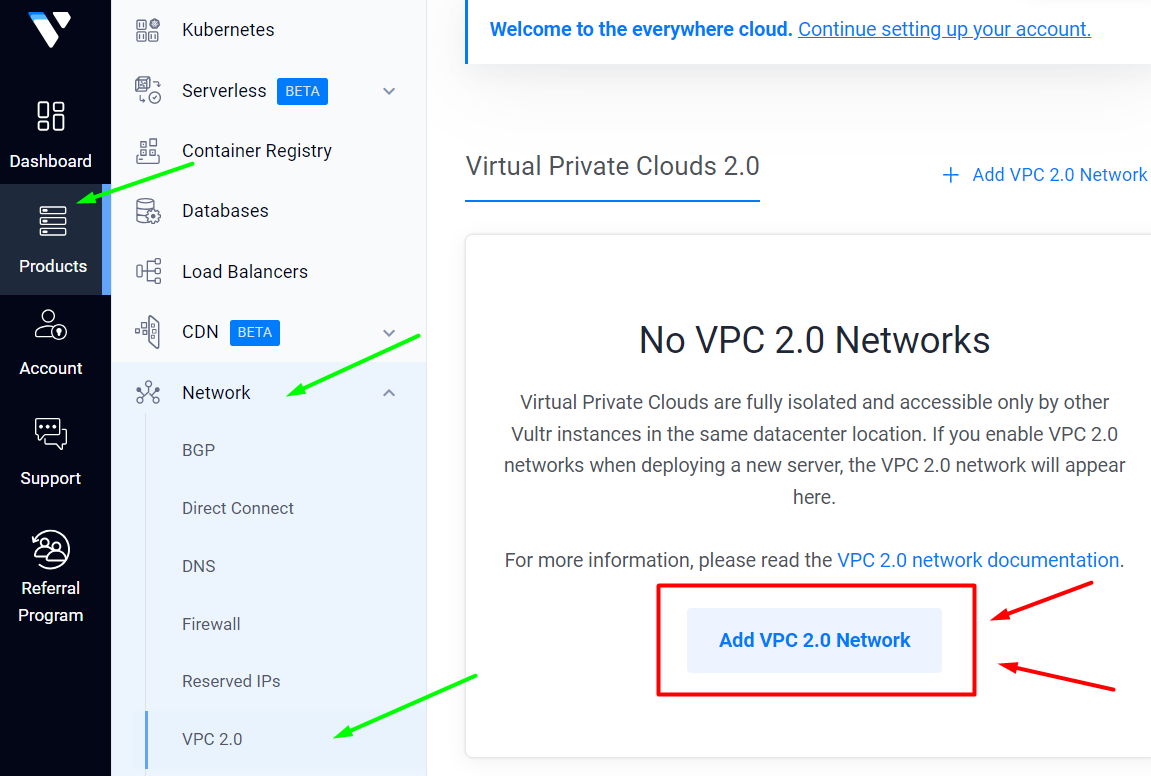 Dashboard
Products
Account
Support
Referral
Program
Kubernetes
Serverless BETA
Container Registry
Databases
Load Balancers
CDN BETA
Network
BGP
Direct Connect
DNS
Firewall
Reserved IPs
VPC 2.0
Welcome to the everywhere cloud. Continue setting up your account.
Virtual Private Clouds 2.0
Add VPC 2.0 Network
No VPC 2.0 Networks
Virtual Private Clouds are fully isolated and accessible only by other
Vultr instances in the same datacenter location. If you enable VPC 2.0
networks when deploying a new server, the VPC 2.0 network will appear
here.
For more information, please read the VPC 2.0 network documentation.
Add VPC 2.0 Network